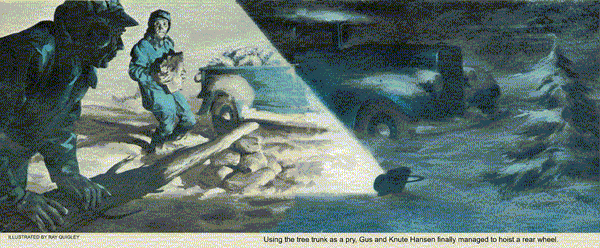 ILLUSTRATED BY RAY QUIGLEY
Using the tree trunk as a pry, Gus and Knute Hansen finally managed to hoist a rear wheel.